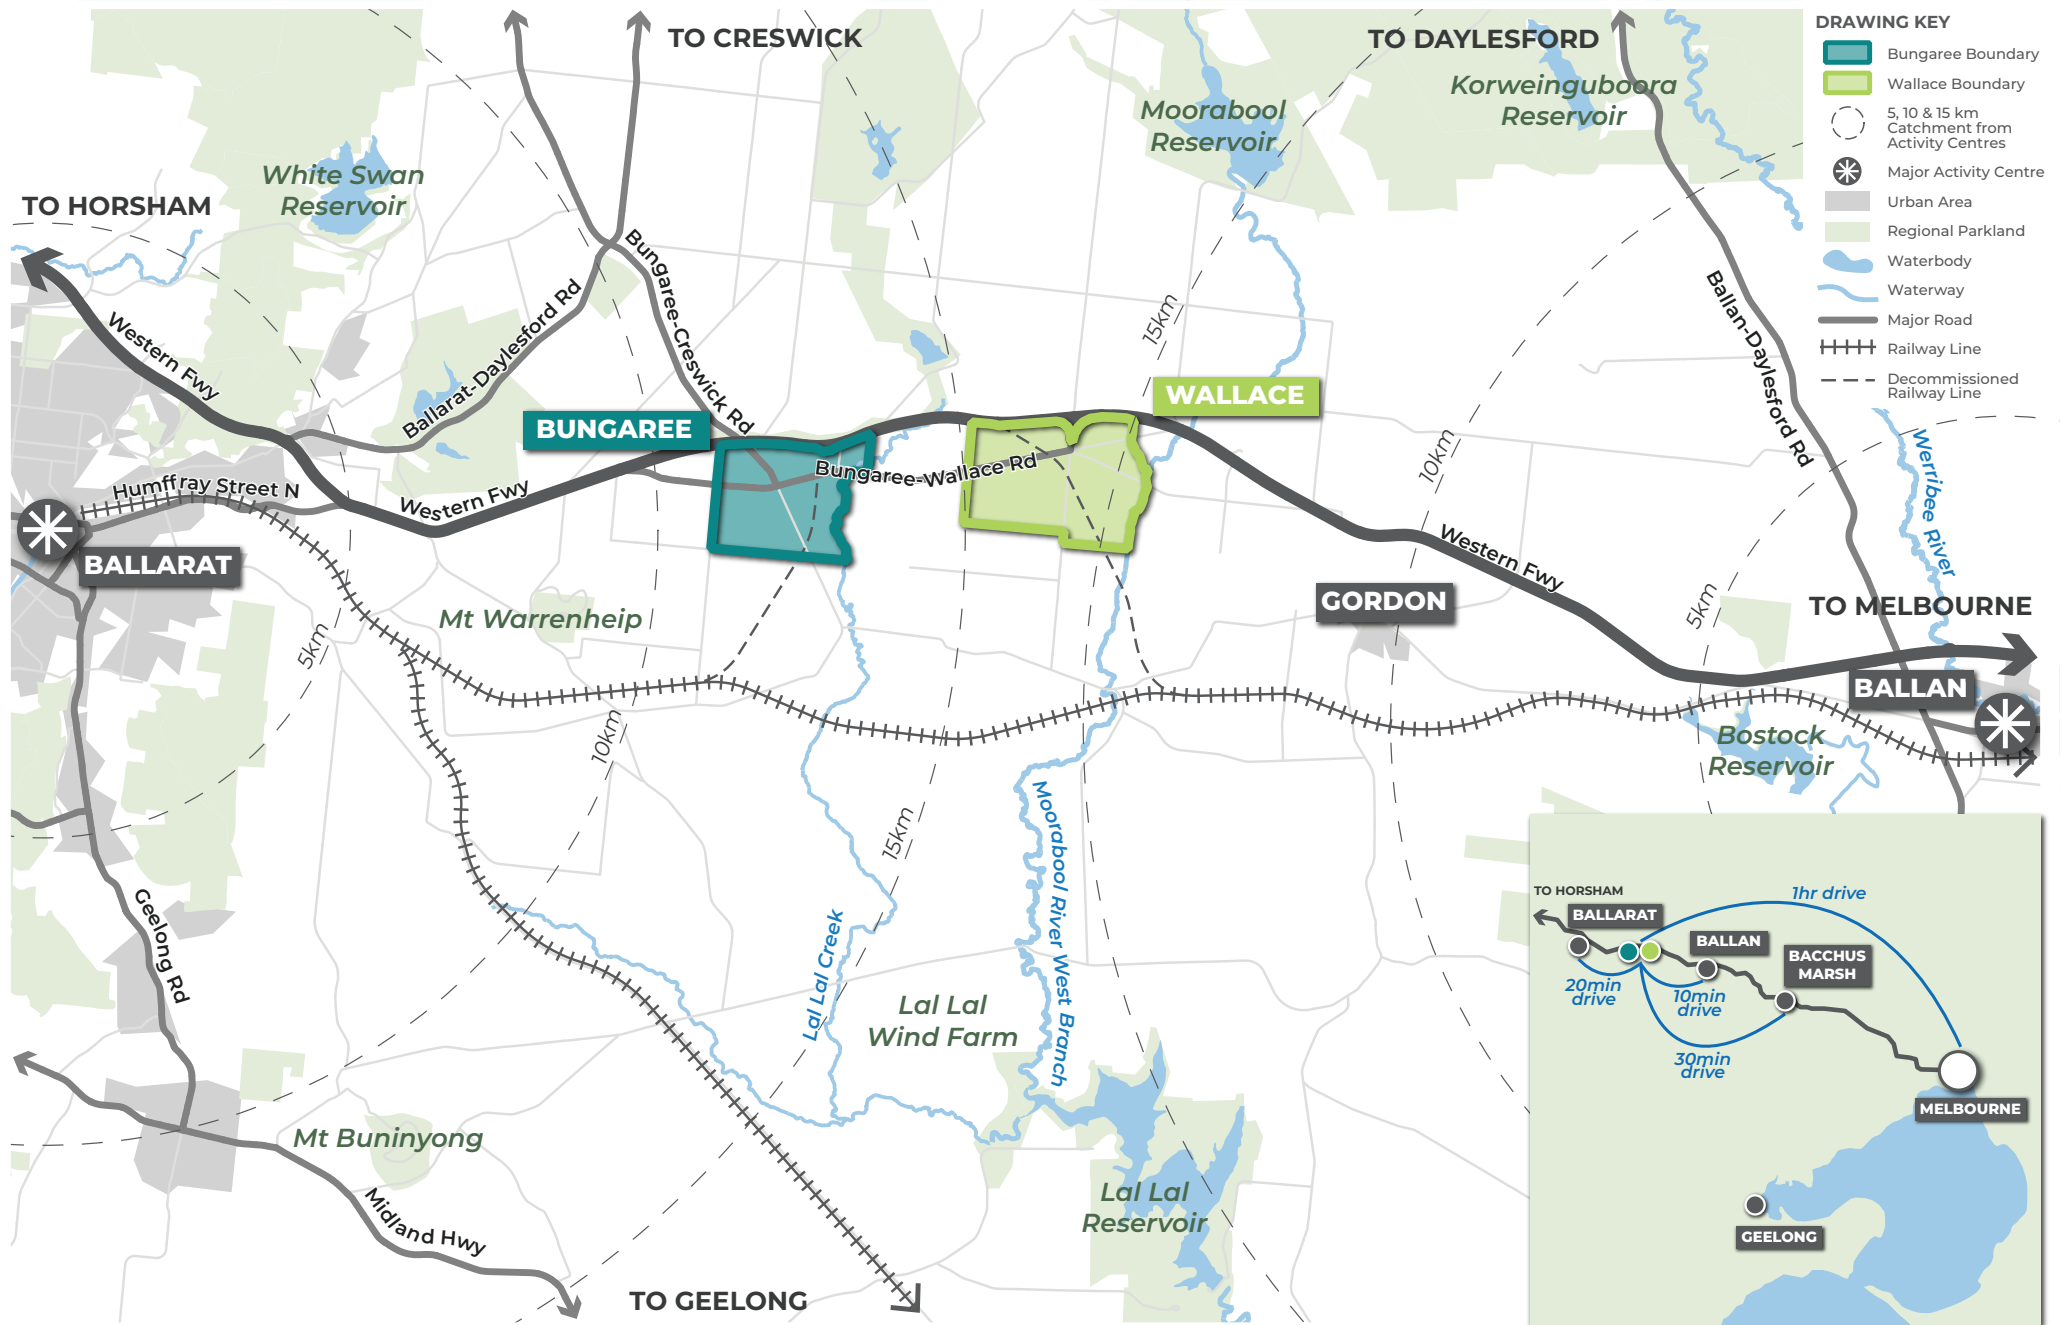 TO CRESWICK
TO DAYLESFORD
Korweinguboora
Reservoir
Moorabool
Reservoir
White Swan
Reservoir
TO HORSHAM
DRAWING KEY
Bungaree Boundary
Wallace Boundary
5, 10 & 15 km
Catchment from
Activity Centres
Major Activity Centre
Urban Area
Regional Parkland
Waterbody
Waterway
Major Road
Railway Line
Decommissioned
Railway Line
Bungaree-Creswick Rd
Ballarat-Daylesford Rd
Western Fwy
Ballan-Daylesford Rd
15km
WALLACE
BUNGAREE
Bungaree-Wallace Rd
10km
Werribee River
Humffray Street N
Western Fwy
Western Fwy
BALLARAT
GORDON
5km
TO MELBOURNE
Mt Warrenheip
5km
BALLAN
10km
Bostock
Reservoir
15km
Moorabool River West Branch
Geelong Rd
Lal Lal Creek
Lal Lal
Wind Farm
Mt Buninyong
Lal Lal
Reservoir
Midland Hwy
TO GEELONG
TO HORSHAM
1hr drive
BALLARAT
BALLAN
BACCHUS
MARSH
20min
drive
10min
drive
30min
drive
MELBOURNE
GEELONG